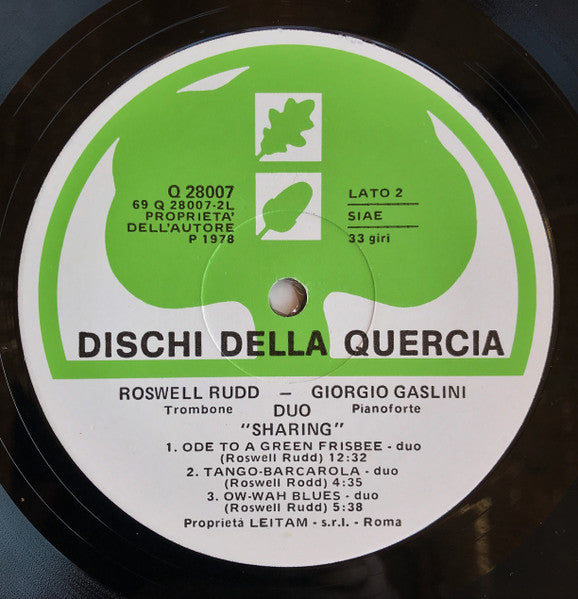 Q 28007
69 Q 28007-2L
PROPRIETA'
DELL'AUTORE
P 1978
LATO 2
SIAE
33 giri
DISCHI DELLA QUERCIA
ROSWELL RUDD – GIORGIO GASLINI
Trombone DUO Pianoforte
"SHARING"
1. ODE TO A GREEN FRISBEE - duo
(Roswell Rudd) 12:32
2. TANGO-BARCAROLA - duo
(Roswell Rodd) 4:35
3. OW-WAH BLUES - duo
(Roswell Rudd) 5:38
Proprietá LEITAM - s.r.l. - Roma